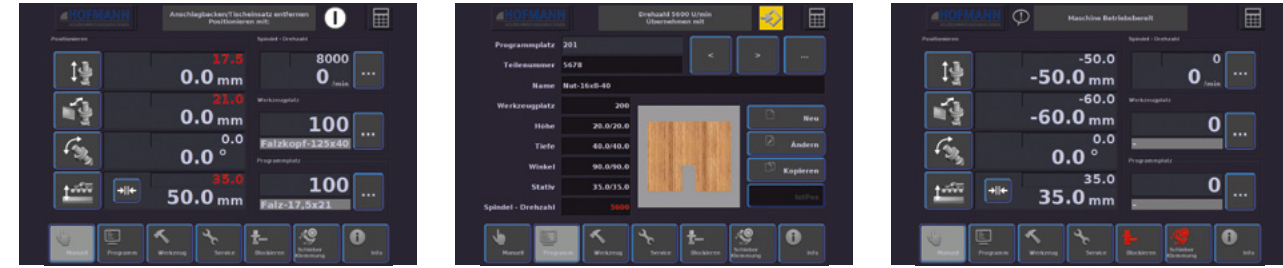 HOFMANN
Anschlagbacken/Tischeinsatz entfernen
Positionieren mit:
Positionieren
Spindel - Drehzahl
17.5
0.0 mm
8000
0 /min
...
21.0
0.0 mm
Werkzeugplatz
100
Falzkopf-125x40
...
0.0
0.0 °
Programmplatz
35.0
50.0 mm
100
Falz-17,5x21
...
Manuell
Programm
Werkzeug
Service
Blockieren
Schieber
Klemmung
Info
HOFMANN
Drehzahl 5600 U/min
Übernehmen mit
Programmplatz 201
Teilenummer 5678
< > ...
Name Nut-16x8-40
Werkzeugplatz 200
Höhe 20.0/20.0
Tiefe 40.0/40.0
Winkel 90.0/90.0
Stativ 35.0/35.0
Spindel - Drehzahl 5600
Neu
Ändern
Kopieren
IstPos
Manuell
Programm
Werkzeug
Service
Blockieren
Schieber
Klemmung
Info
HOFMANN
Maschine Betriebsbereit
Positionieren
Spindel - Drehzahl
-50.0
-50.0 mm
0
0 /min
...
-60.0
-60.0 mm
Werkzeugplatz
0
-
...
0.0
0.0 °
Programmplatz
35.0
35.0 mm
0
-
...
Manuell
Programm
Werkzeug
Service
Blockieren
Schieber
Klemmung
Info